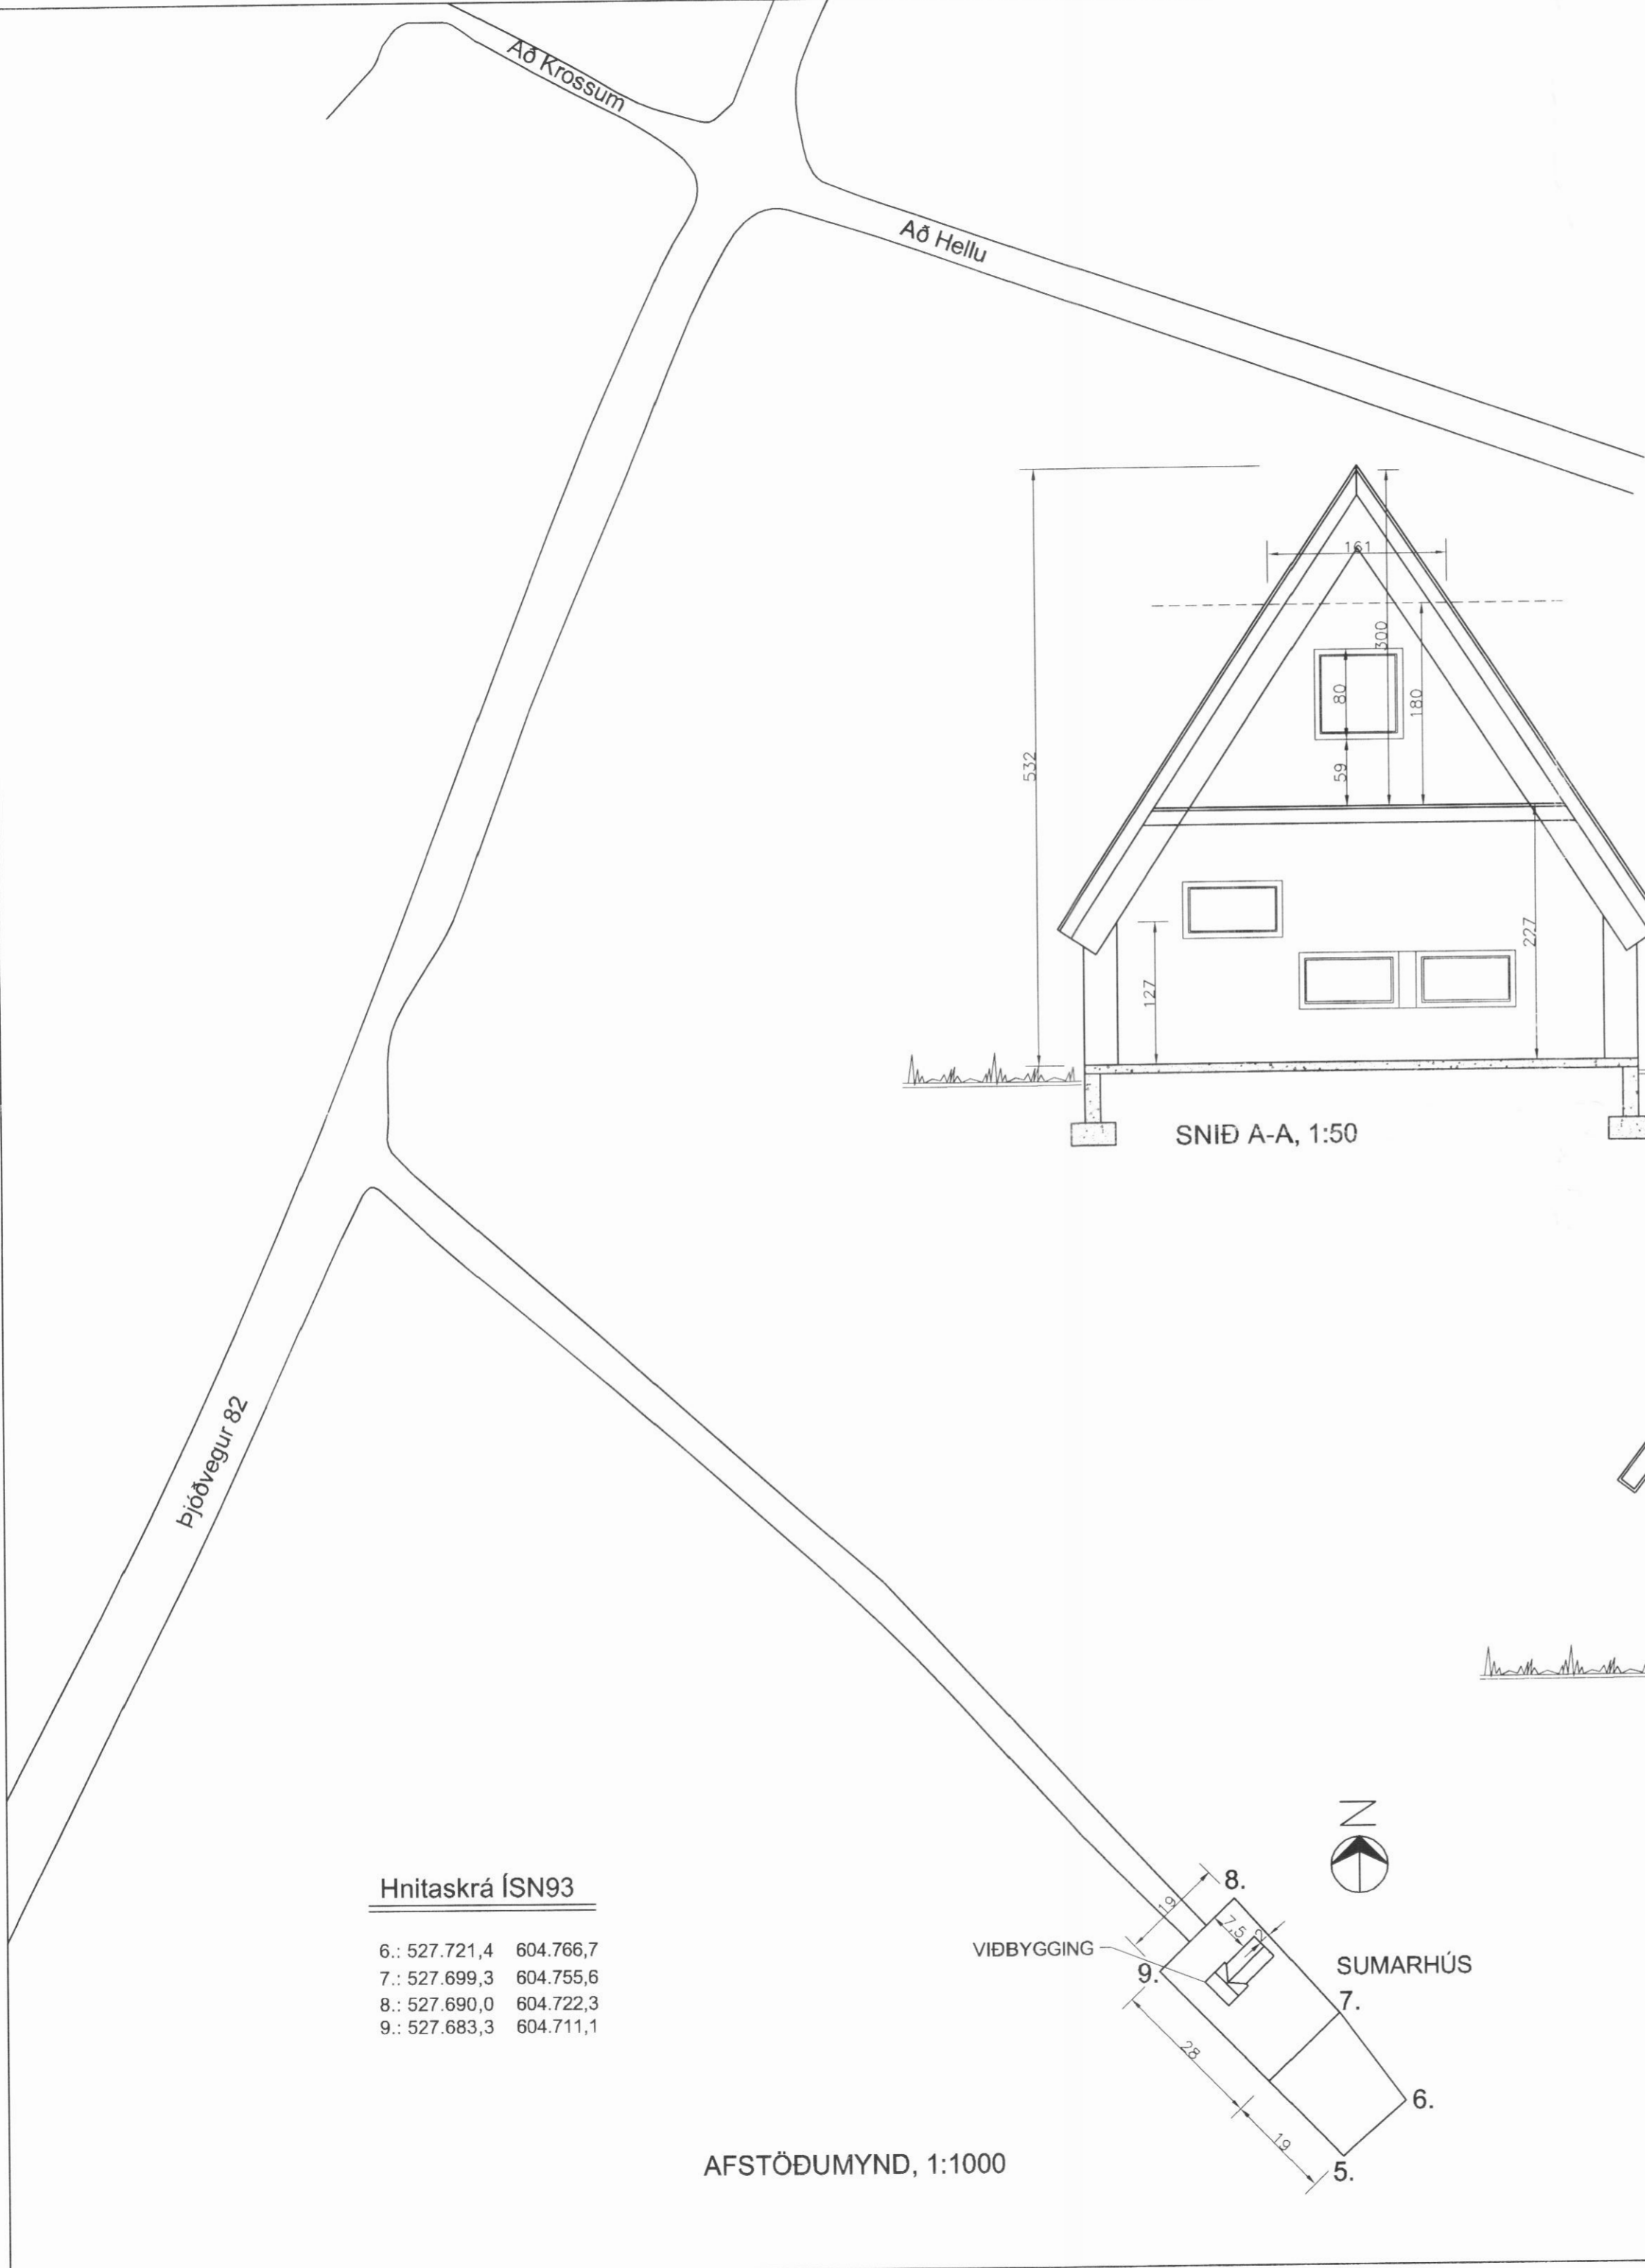 Að Krossum
Að Hellu
161
300
80
180
59
532
227
127
SNIÐ A-A, 1:50
Þjóðvegur 82
N
Hnitaskrá ÍSN93
6.: 527.721,4 604.766,7
7.: 527.699,3 604.755,6
8.: 527.690,0 604.722,3
9.: 527.683,3 604.711,1
8.
19
7,5
2
VIÐBYGGING
9.
SUMARHÚS
7.
28
6.
19
5.
AFSTÖÐUMYND, 1:1000